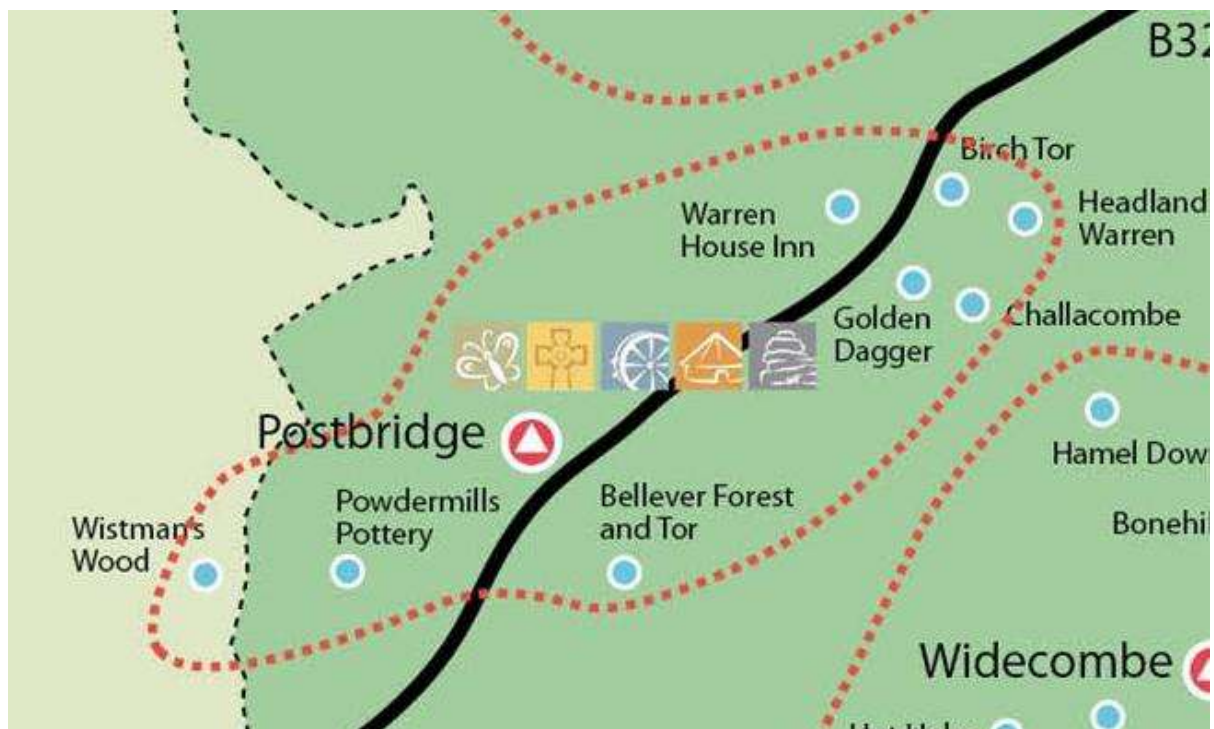 B32
Birch Tor
Headland
Warren
Warren
House Inn
Golden
Dagger
Challacombe
Postbridge
Hamel Dow
Powdermills
Pottery
Bellever Forest
and Tor
Wistman's
Wood
Bonehil
Widecombe